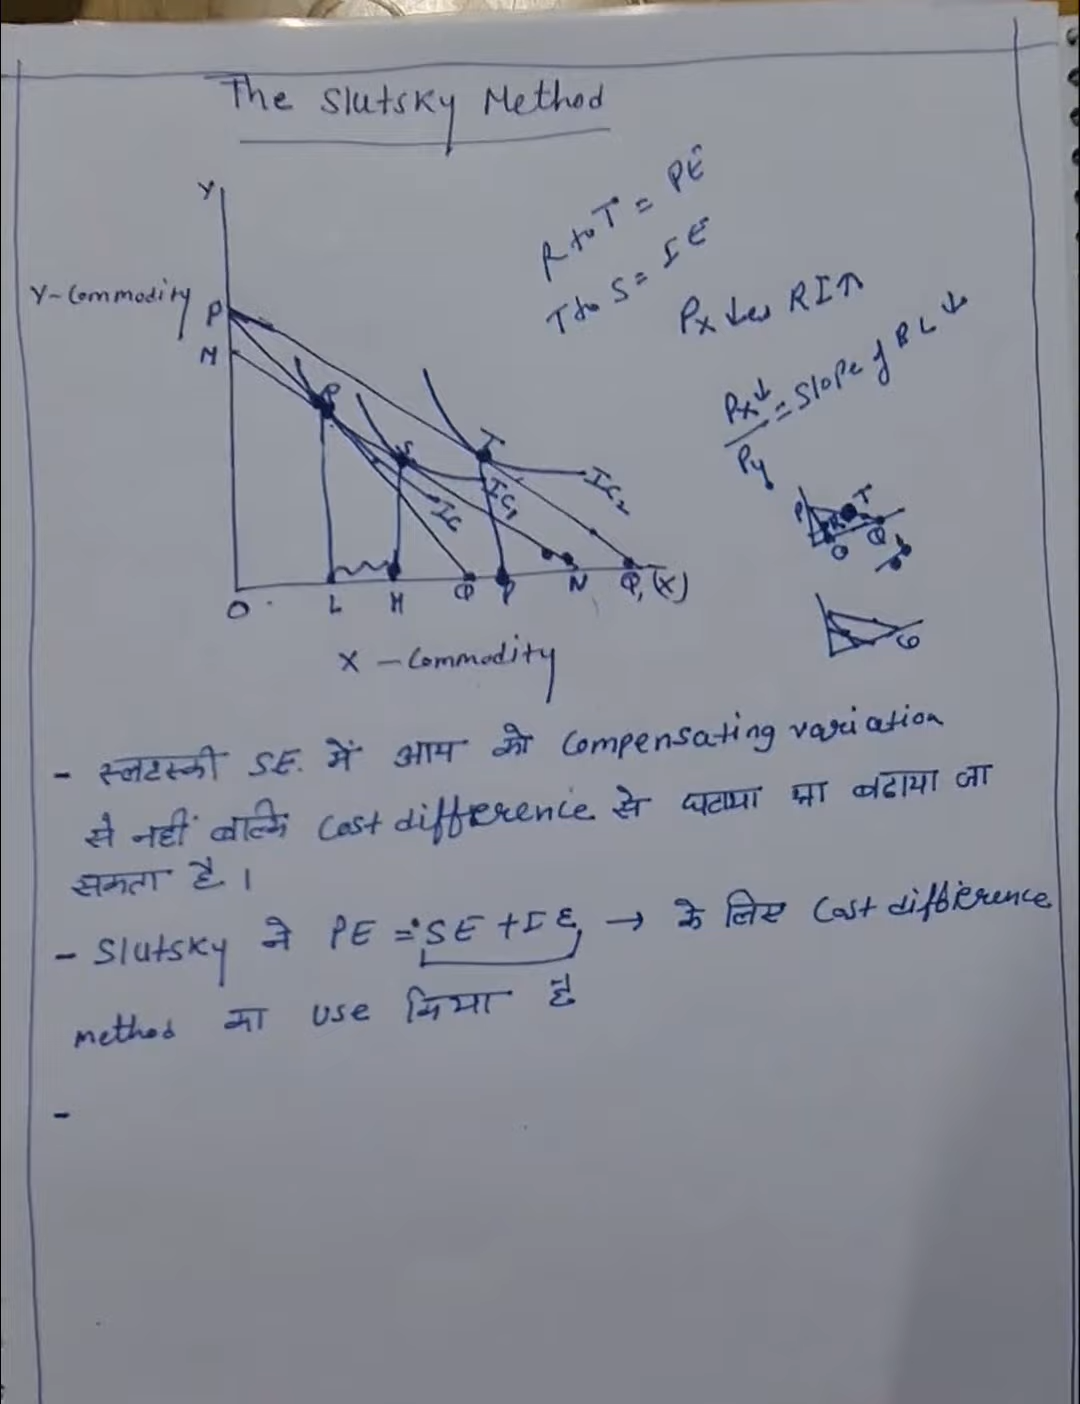 The Slutsky Method
Y
R to T = PE
T to S = IE
Y-Commodity
P
M
Px ↓es RI↑
Px↓ = Slope of BL ↓
Py
R
S
T
IC
IC1
IC2
P
T
Q
Q
O
L
H
Q
P
N
Q, (X)
X - Commodity
- स्लटस्की SE. में आय को Compensating variation
से नहीं बल्कि Cost difference से घटाया या बढाया जा
सकता है ।
- Slutsky ने PE = SE + IE → के लिए Cost difference
method का use किया है
-